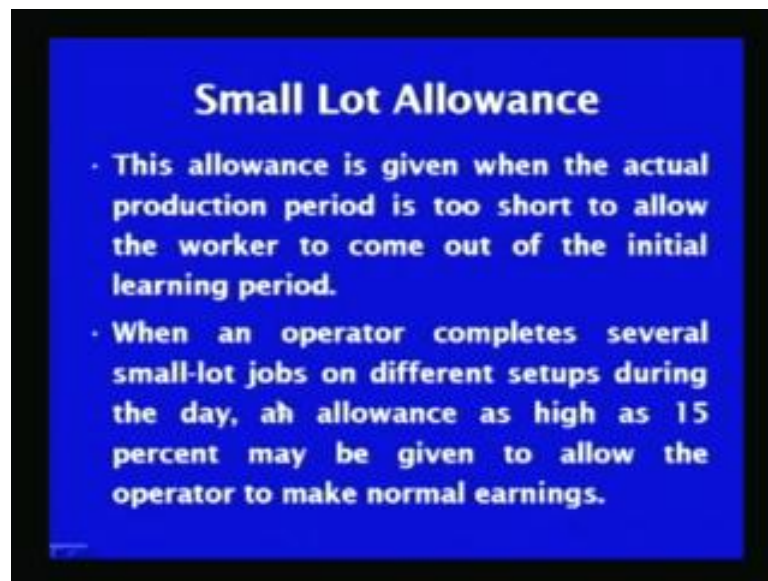 Small Lot Allowance
· This allowance is given when the actual
production period is too short to allow
the worker to come out of the initial
learning period.
· When an operator completes several
small-lot jobs on different setups during
the day, an allowance as high as 15
percent may be given to allow the
operator to make normal earnings.